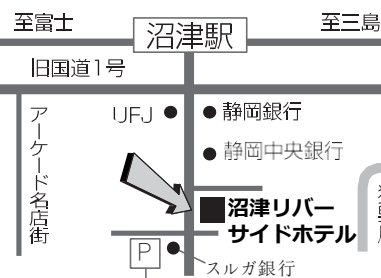 至富士
沼津駅
至三島
旧国道1号
アーケード名店街
UFJ
静岡銀行
静岡中央銀行
沼津リバー
サイドホテル
P
スルガ銀行